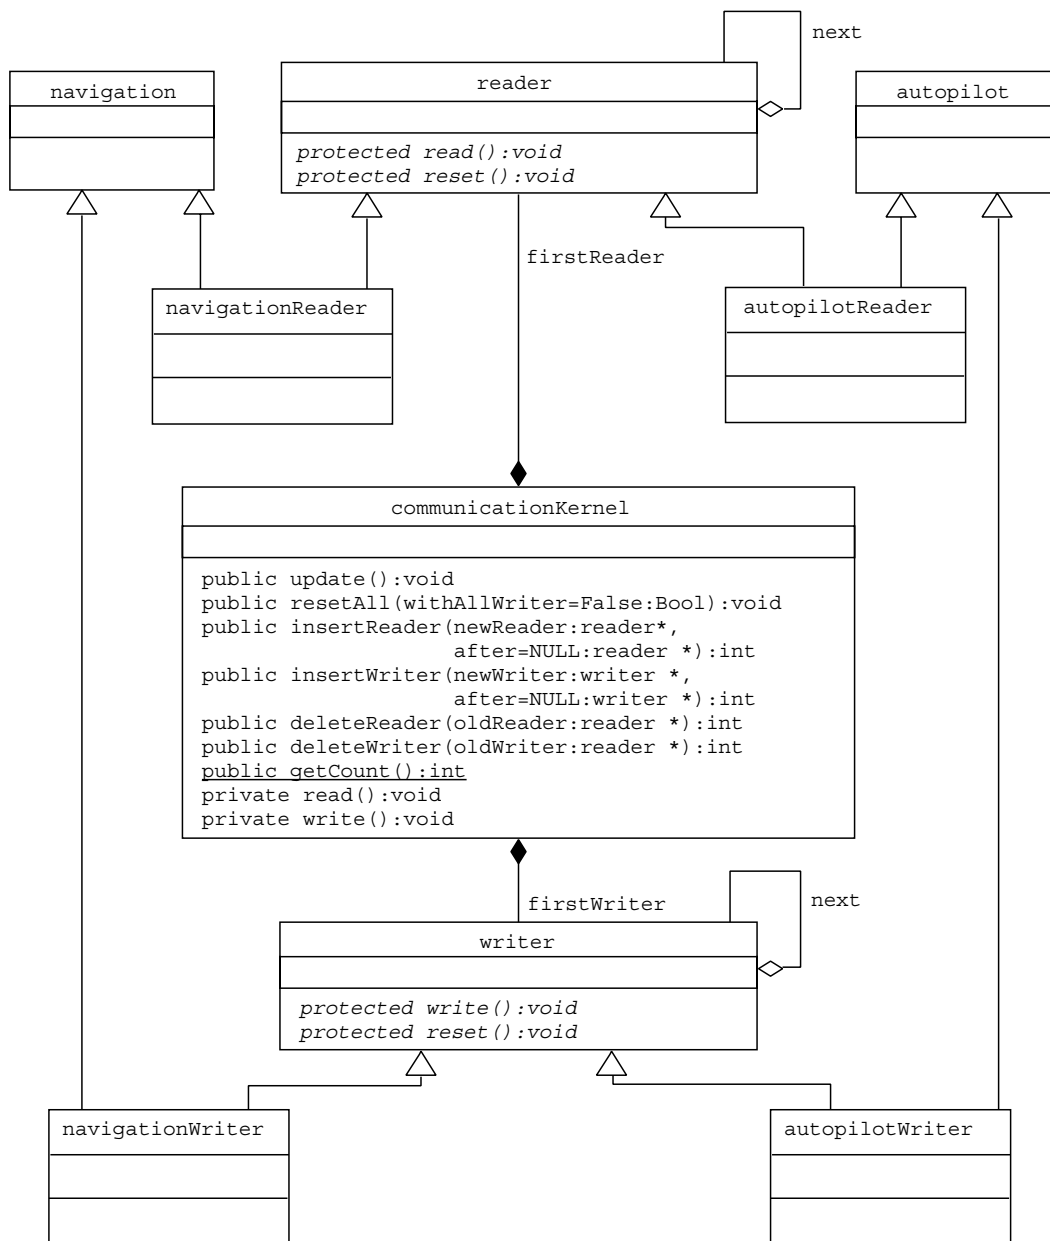 next
navigation
reader
autopilot
protected read():void
protected reset():void
firstReader
navigationReader
autopilotReader
communicationKernel
public update():void
public resetAll(withAllWriter=False:Bool):void
public insertReader(newReader:reader*,
after=NULL:reader *):int
public insertWriter(newWriter:writer *,
after=NULL:writer *):int
public deleteReader(oldReader:reader *):int
public deleteWriter(oldWriter:reader *):int
public getCount():int
private read():void
private write():void
firstWriter
next
writer
protected write():void
protected reset():void
navigationWriter
autopilotWriter